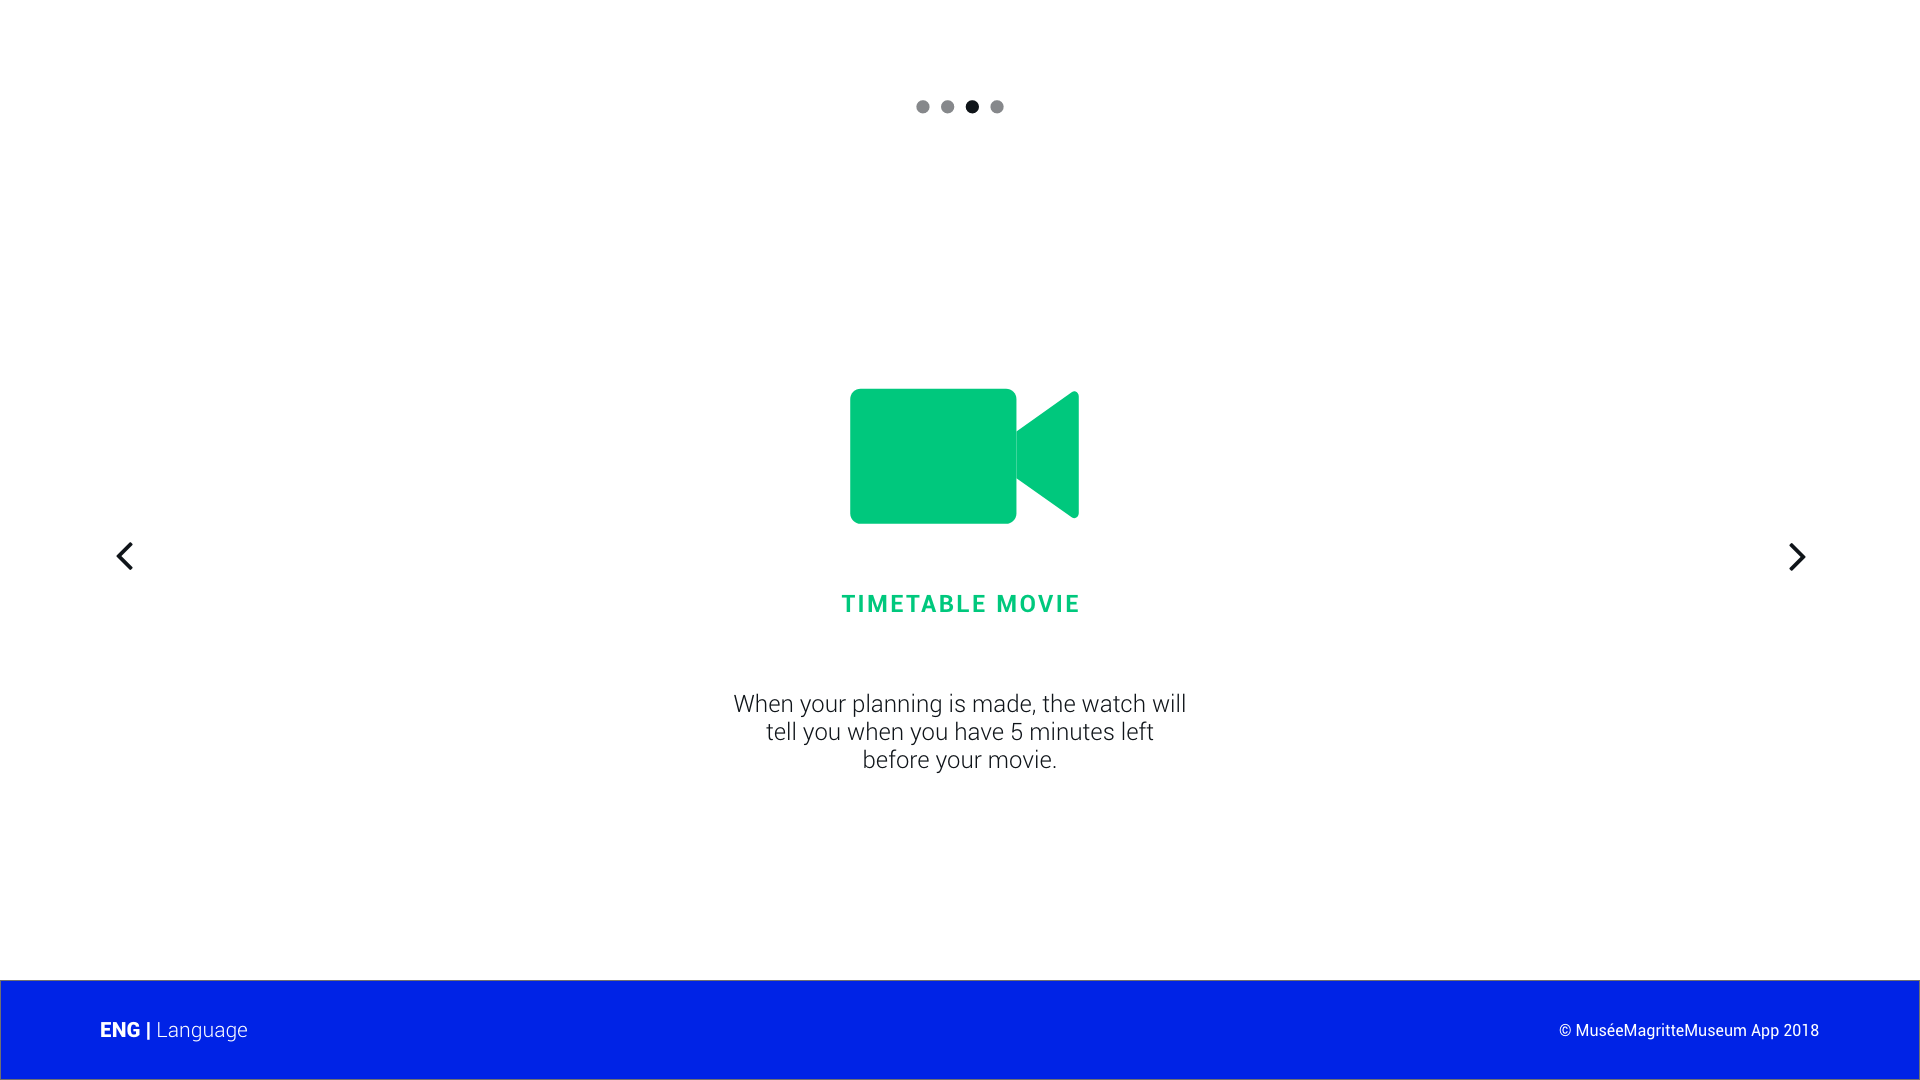 TIMETABLE MOVIE
When your planning is made, the watch will
tell you when you have 5 minutes left
before your movie.
ENG | Language
© MuséeMagritteMuseum App 2018